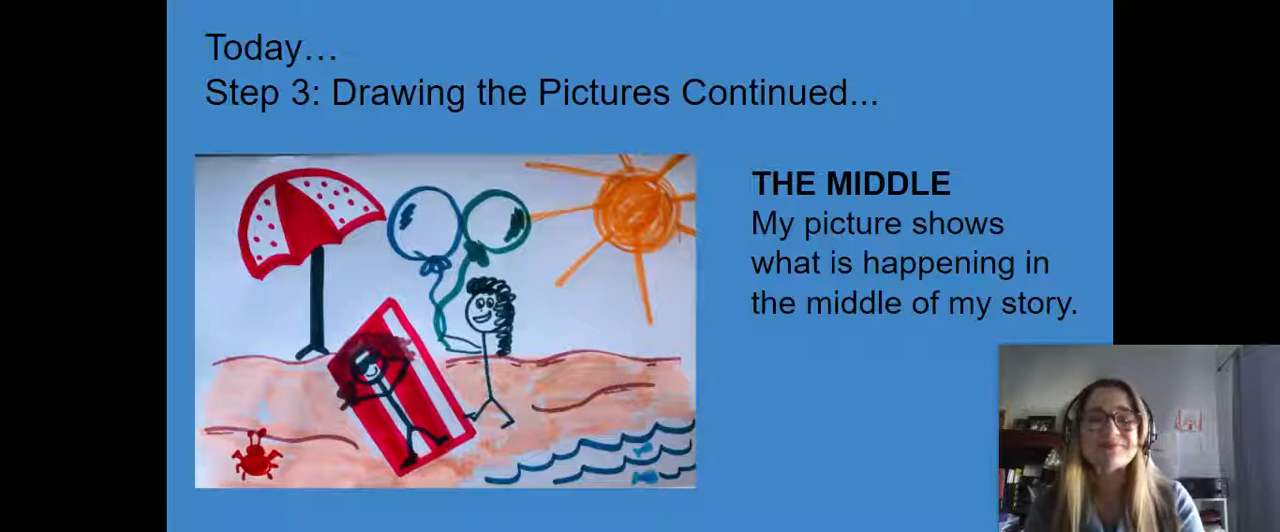 Today…
Step 3: Drawing the Pictures Continued...
THE MIDDLE
My picture shows
what is happening in
the middle of my story.